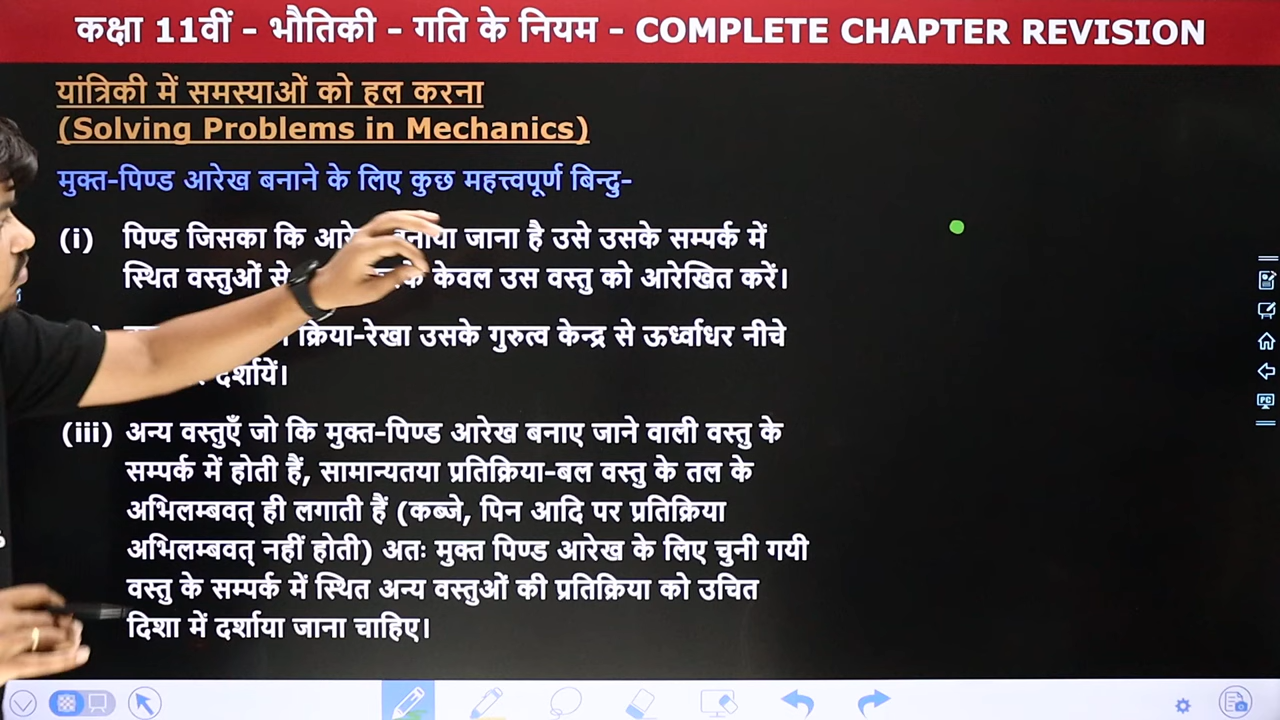 कक्षा 11वीं - भौतिकी - गति के नियम - COMPLETE CHAPTER REVISION
यांत्रिकी में समस्याओं को हल करना
(Solving Problems in Mechanics)
मुक्त-पिण्ड आरेख बनाने के लिए कुछ महत्त्वपूर्ण बिन्दु-
(i) पिण्ड जिसका कि जाना है उसे उसके सम्पर्क में
स्थित वस्तुओं से केवल उस वस्तु को आरेखित करें।
क्रिया-रेखा उसके गुरुत्व केन्द्र से ऊर्ध्वाधर नीचे
दर्शायें।
(iii) अन्य वस्तुएँ जो कि मुक्त-पिण्ड आरेख बनाए जाने वाली वस्तु के
सम्पर्क में होती हैं, सामान्यतया प्रतिक्रिया-बल वस्तु के तल के
अभिलम्बवत् ही लगाती हैं (कब्जे, पिन आदि पर प्रतिक्रिया
अभिलम्बवत् नहीं होती) अतः मुक्त पिण्ड आरेख के लिए चुनी गयी
वस्तु के सम्पर्क में स्थित अन्य वस्तुओं की प्रतिक्रिया को उचित
दिशा में दर्शाया जाना चाहिए।
PC